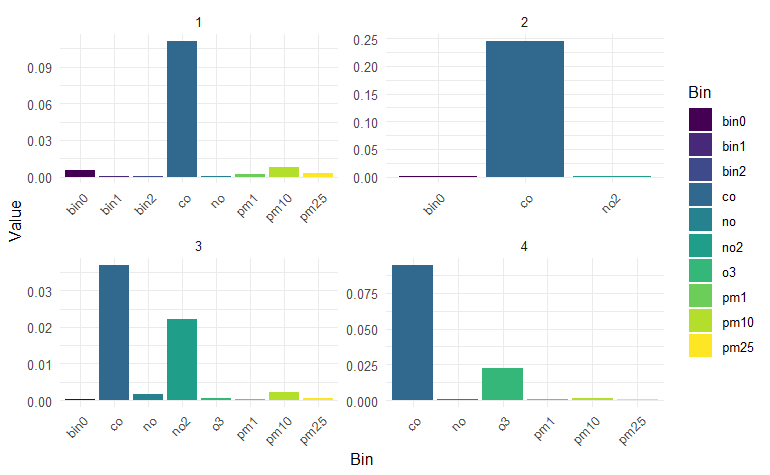 1
2
0.09
0.06
0.03
0.00
0.25
0.20
0.15
0.10
0.05
0.00
bin0
bin1
bin2
co
no
pm1
pm10
pm25
bin0
co
no2
Value
3
4
0.03
0.02
0.01
0.00
0.075
0.050
0.025
0.000
bin0
co
no
no2
o3
pm1
pm10
pm25
co
no
o3
pm1
pm10
pm25
Bin
Bin
bin0
bin1
bin2
co
no
no2
o3
pm1
pm10
pm25